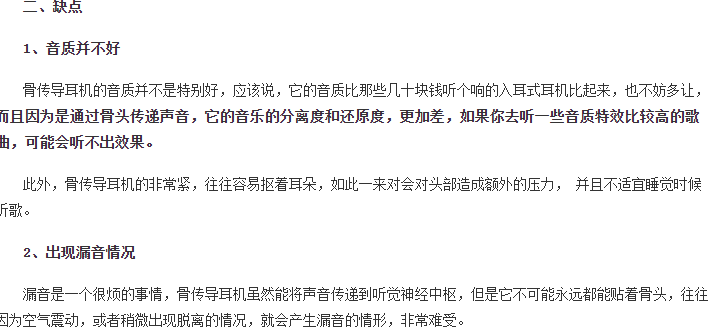 二、缺点
1、音质并不好
骨传导耳机的音质并不是特别好，应该说，它的音质比那些几十块钱听个响的入耳式耳机比起来，也不妨多让，
而且因为是通过骨头传递声音，它的音乐的分离度和还原度，更加差，如果你去听一些音质特效比较高的歌
曲，可能会听不出效果。
此外，骨传导耳机的非常紧，往往容易抠着耳朵，如此一来对会对头部造成额外的压力， 并且不适宜睡觉时候
听歌。
2、出现漏音情况
漏音是一个很烦的事情，骨传导耳机虽然能将声音传递到听觉神经中枢，但是它不可能永远都能贴着骨头，往往
因为空气震动，或者稍微出现脱离的情况，就会产生漏音的情形，非常难受。